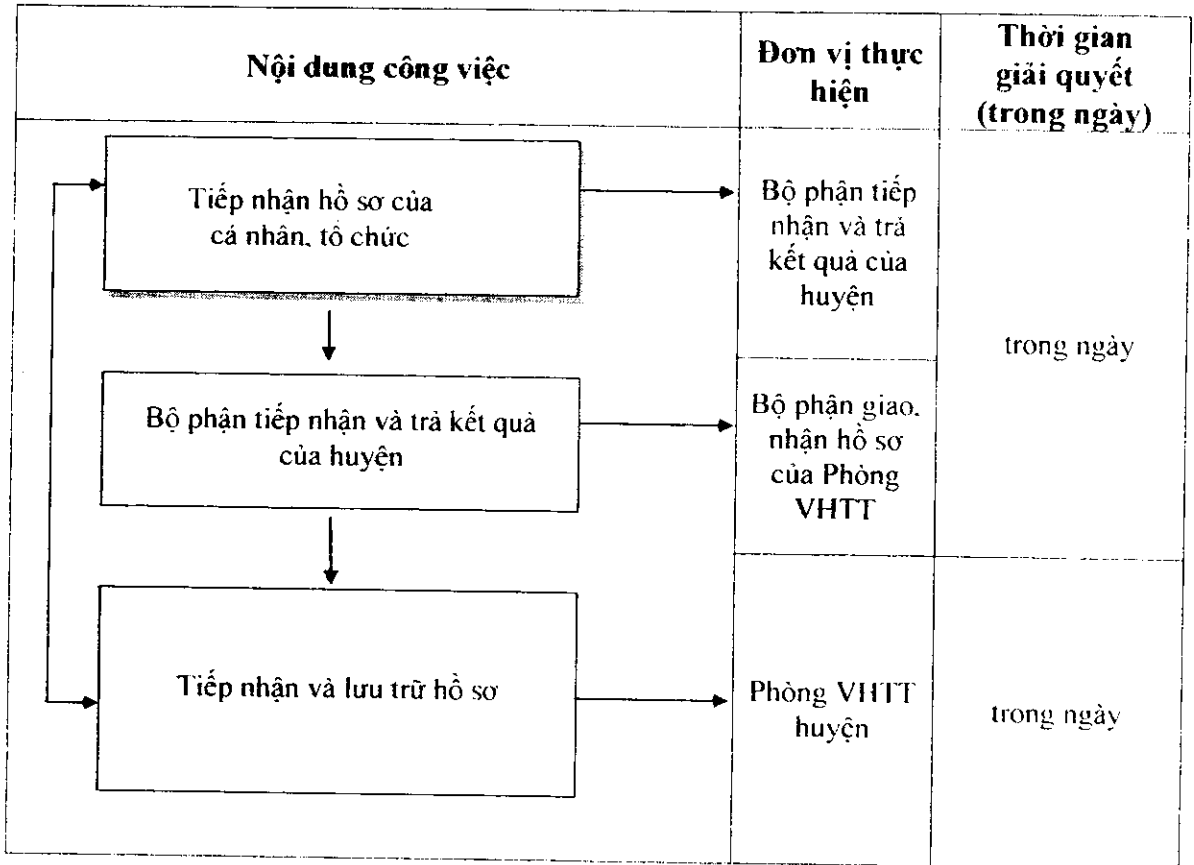 Nội dung công việc
Đơn vị thực
hiện
Thời gian
giải quyết
(trong ngày)
Tiếp nhận hồ sơ của
cá nhân, tổ chức
Bộ phận tiếp
nhận và trả
kết quả của
huyện
trong ngày
Bộ phận tiếp nhận và trả kết quả
của huyện
Bộ phận giao,
nhận hồ sơ
của Phòng
VHTT
Tiếp nhận và lưu trữ hồ sơ
Phòng VHTT
huyện
trong ngày